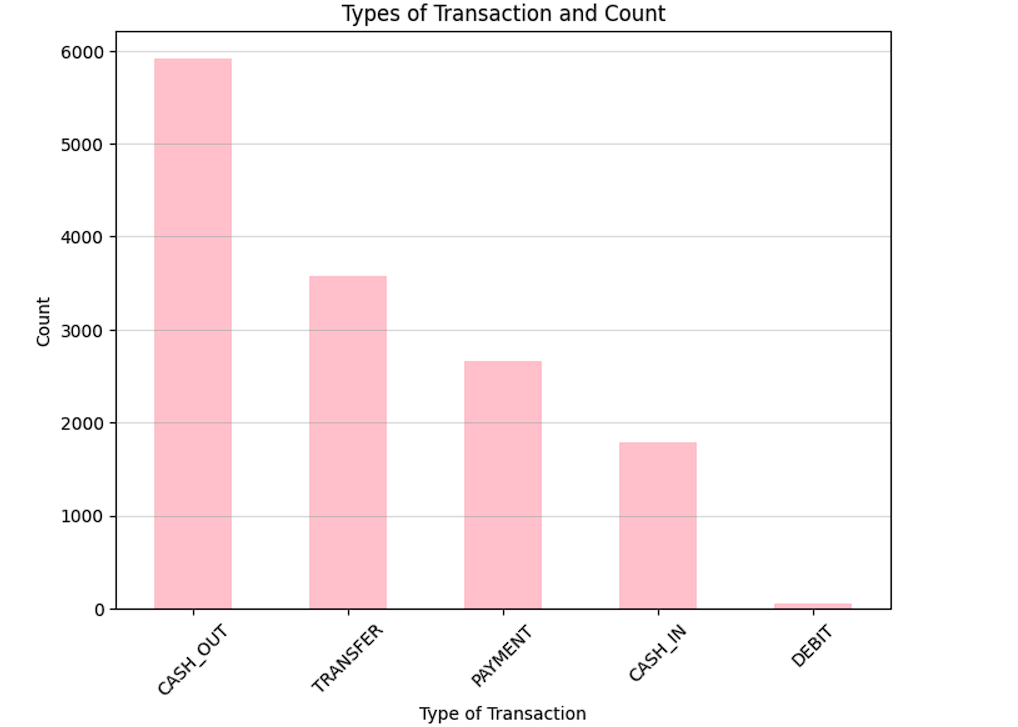 Types of Transaction and Count
6000
5000
4000
3000
2000
1000
0
Count
CASH_OUT
TRANSFER
PAYMENT
CASH_IN
DEBIT
Type of Transaction